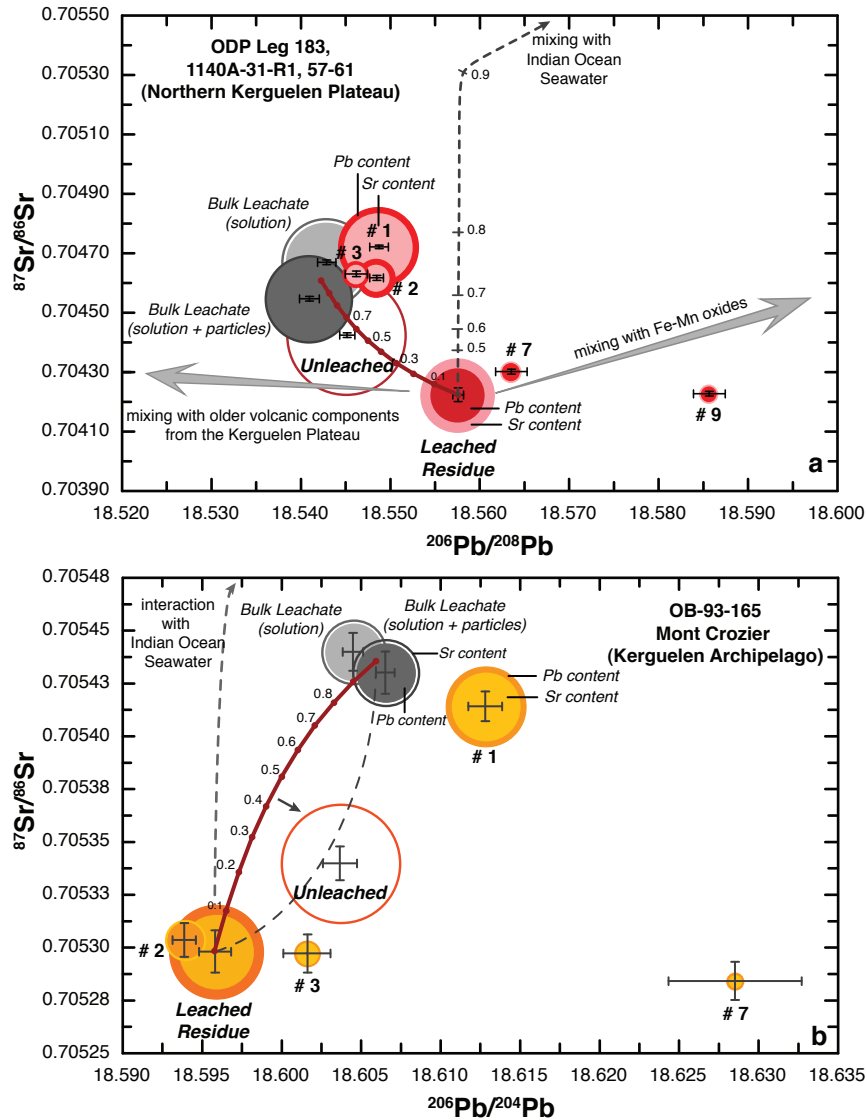 0.70550
0.70530
0.70510
0.70490
0.70470
0.70450
0.70430
0.70410
0.70390
87Sr/86Sr
ODP Leg 183,
1140A-31-R1, 57-61
(Northern Kerguelen Plateau)
mixing with
Indian Ocean
Seawater
0.9
Pb content
Sr content
Bulk Leachate
(solution)
# 1
# 3
# 2
0.8
0.7
0.6
0.5
Bulk Leachate
(solution + particles)
0.7
0.5
0.3
0.1
Unleached
mixing with Fe-Mn oxides
# 7
# 9
mixing with older volcanic components
from the Kerguelen Plateau
Pb content
Sr content
Leached
Residue
a
18.520
18.530
18.540
18.550
18.560
18.570
18.580
18.590
18.600
206Pb/208Pb
0.70548
0.70545
0.70543
0.70540
0.70538
0.70535
0.70533
0.70530
0.70528
0.70525
87Sr/86Sr
interaction
with
Indian Ocean
Seawater
Bulk Leachate
(solution)
Bulk Leachate
(solution + particles)
Sr content
Pb content
OB-93-165
Mont Crozier
(Kerguelen Archipelago)
Pb content
Sr content
# 1
0.8
0.7
0.6
0.5
0.4
0.3
0.2
0.1
Unleached
# 2
# 3
# 7
Leached
Residue
b
18.590
18.595
18.600
18.605
18.610
18.615
18.620
18.625
18.630
18.635
206Pb/204Pb